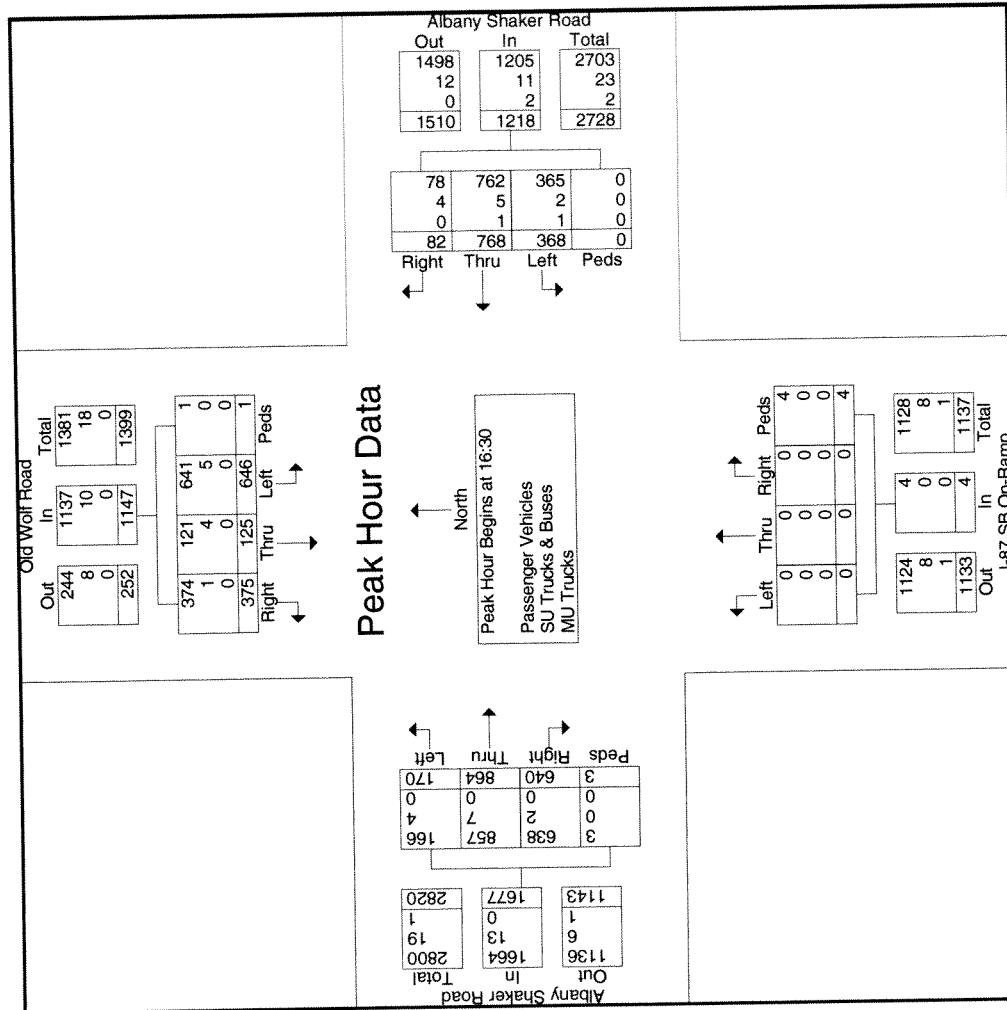 Albany Shaker Road
Out In Total
1498 1205 2703
12 11 23
0 2 2
1510 1218 2728
78 762 365 0
4 5 2 0
0 1 1 0
82 768 368 0
Right Thru Left Peds
Old Wolf Road
Out In Total
244 1137 1381
8 10 18
0 0 0
252 1147 1399
374 121 641 1
1 4 5 0
0 0 0 0
375 125 646 1
Right Thru Left Peds
Peak Hour Data
North
Peak Hour Begins at 16:30
Passenger Vehicles
SU Trucks & Buses
MU Trucks
Left Thru Right Peds
0 0 0 4
0 0 0 0
0 0 0 0
0 0 0 4
1124 4 1128
8 0 8
1 0 1
1133 4 1137
Out In Total
I-87 SB On-Ramp
Left Thru Right Peds
170 864 640 3
0 0 0 0
4 7 2 0
166 857 638 3
2820 1677 1143
1 0 1
19 13 6
2800 1664 1136
Total In Out
Albany Shaker Road